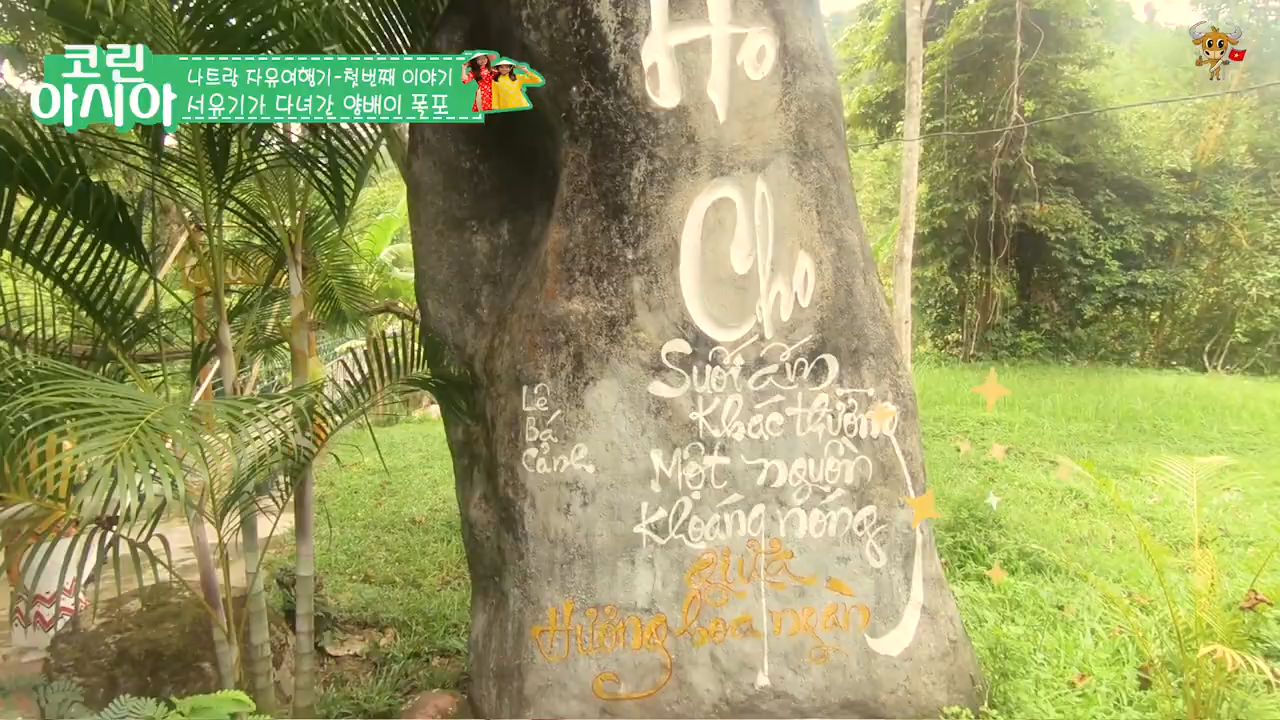 코린
아시아
나트랑 자유여행기-첫번째 이야기
서유기가 다녀간 양배이 폭포
Ho
Cho
Suối ấm
Khác thường
Một nguồn
Khoáng nóng
giữa
Hương hoa ngàn
Lê
Bá
Cảnh